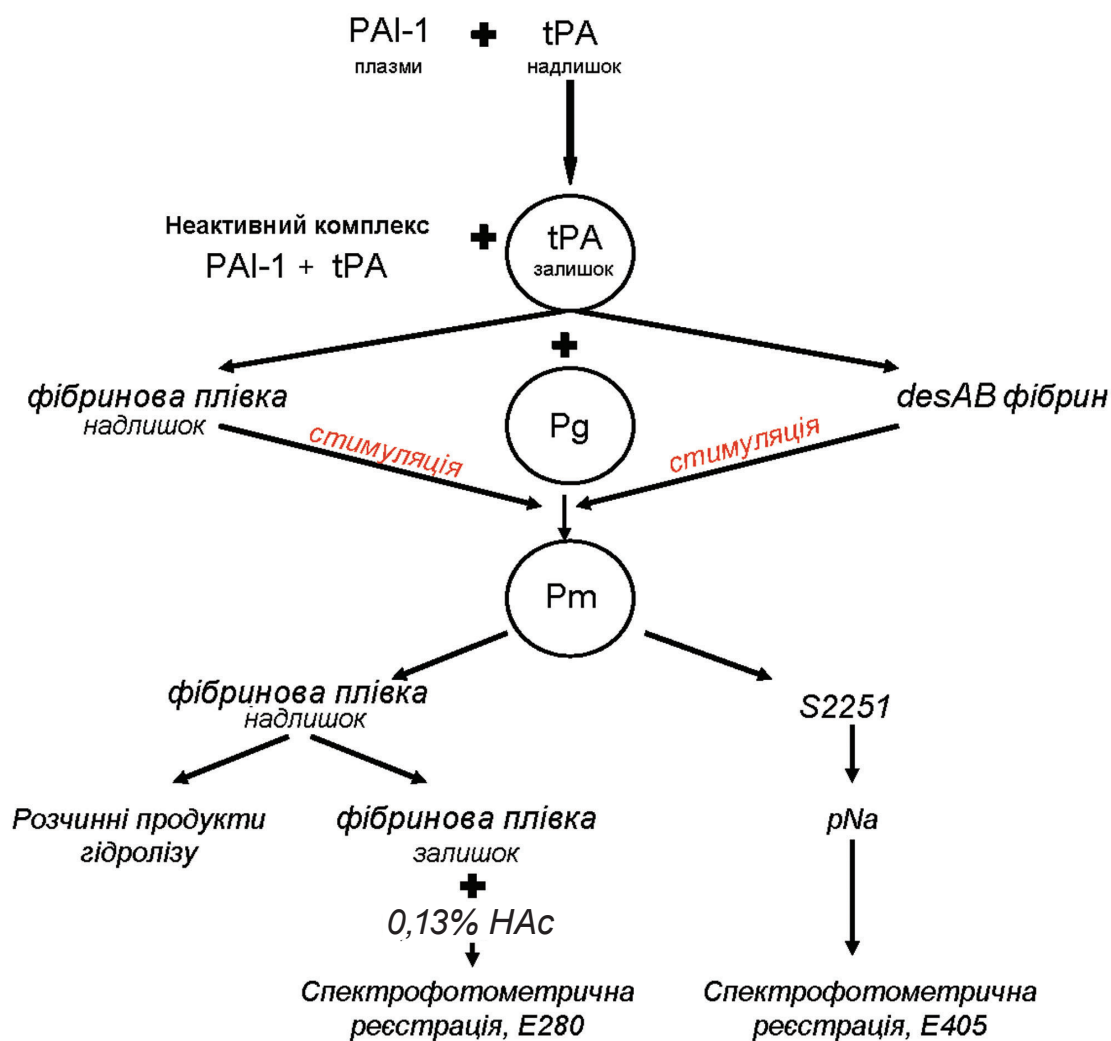 PAI-1 + tPA
плазми надлишок
Неактивний комплекс
PAI-1 + tPA
+
tPA
залишок
+
фібринова плівка
надлишок
desAB фібрин
Pg
стимуляція
стимуляція
Pm
фібринова плівка
надлишок
S2251
Розчинні продукти
гідролізу
фібринова плівка
залишок
pNa
+
0,13% HAc
Спектрофотометрична
реєстрація, E280
Спектрофотометрична
реєстрація, E405